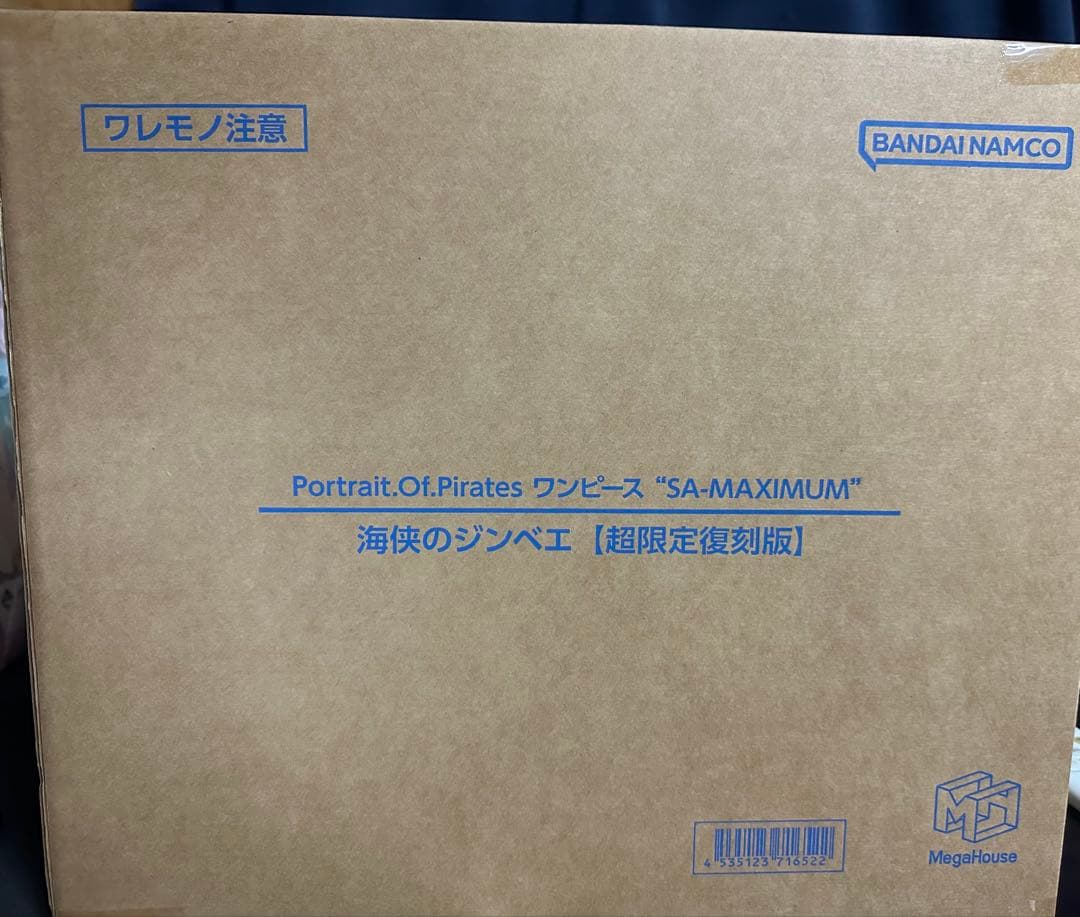 ワレモノ注意
BANDAI NAMCO
Portrait.Of.Pirates ワンピース “SA-MAXIMUM”
海侠のジンベエ【超限定復刻版】
4 535123 716522
MH
MegaHouse